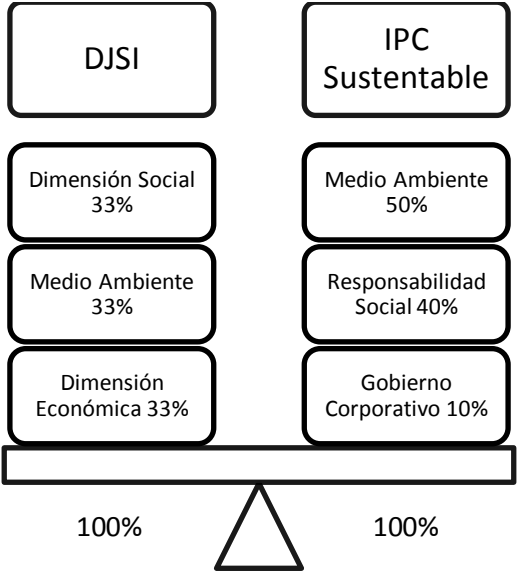 DJSI
Dimensión Social
33%
Medio Ambiente
33%
Dimensión
Económica 33%
100%
IPC
Sustentable
Medio Ambiente
50%
Responsabilidad
Social 40%
Gobierno
Corporativo 10%
100%